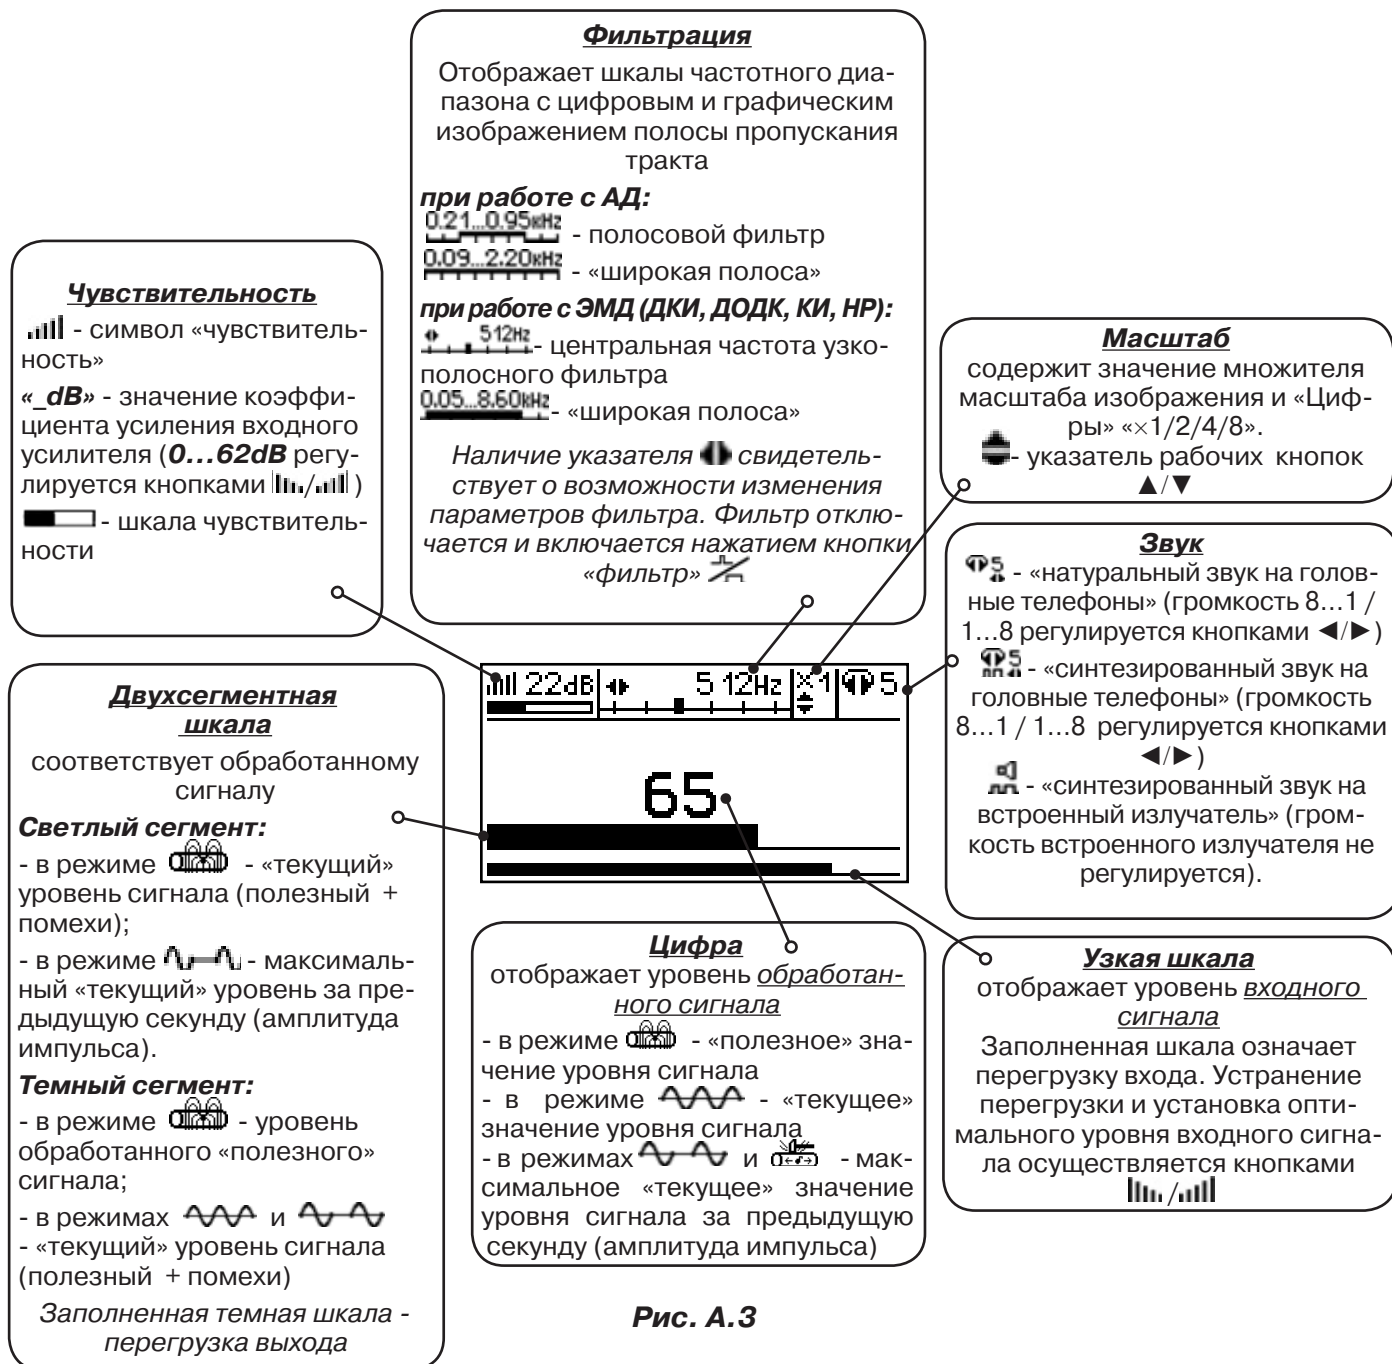 Фильтрация
Отображает шкалы частотного диа-
пазона с цифровым и графическим
изображением полосы пропускания
тракта
при работе с АД:
0.21...0.95кHz - полосовой фильтр
0.09...2.20кHz - «широкая полоса»
при работе с ЭМД (ДКИ, ДОДК, КИ, НР):
512Hz - центральная частота узко-
полосного фильтра
0.05...8.60кHz - «широкая полоса»
Наличие указателя свидетель-
ствует о возможности изменения
параметров фильтра. Фильтр отклю-
чается и включается нажатием кнопки
«фильтр»
Чувствительность
- символ «чувствитель-
ность»
«_dB» - значение коэффи-
циента усиления входного
усилителя (0...62dB регу-
лируется кнопками / )
- шкала чувствитель-
ности
Масштаб
содержит значение множителя
масштаба изображения и «Циф-
ры» «×1/2/4/8».
- указатель рабочих кнопок
▲/▼
Звук
5 - «натуральный звук на голов-
ные телефоны» (громкость 8...1 /
1...8 регулируется кнопками ◄/►)
5 - «синтезированный звук на
головные телефоны» (громкость
8...1 / 1...8 регулируется кнопками
◄/►)
- «синтезированный звук на
встроенный излучатель» (гром-
кость встроенного излучателя не
регулируется).
22dB 512Hz ×1 5
65
Двухсегментная
шкала
соответствует обработанному
сигналу
Светлый сегмент:
- в режиме - «текущий»
уровень сигнала (полезный +
помехи);
- в режиме - максималь-
ный «текущий» уровень за пре-
дыдущую секунду (амплитуда
импульса).
Темный сегмент:
- в режиме - уровень
обработанного «полезного»
сигнала;
- в режимах и
- «текущий» уровень сигнала
(полезный + помехи)
Заполненная темная шкала -
перегрузка выхода
Цифра
отображает уровень обработан-
ного сигнала
- в режиме - «полезное» зна-
чение уровня сигнала
- в режиме - «текущее»
значение уровня сигнала
- в режимах и - мак-
симальное «текущее» значение
уровня сигнала за предыдущую
секунду (амплитуда импульса)
Узкая шкала
отображает уровень входного
сигнала
Заполненная шкала означает
перегрузку входа. Устранение
перегрузки и установка опти-
мального уровня входного сигна-
ла осуществляется кнопками
/
Рис. А.3